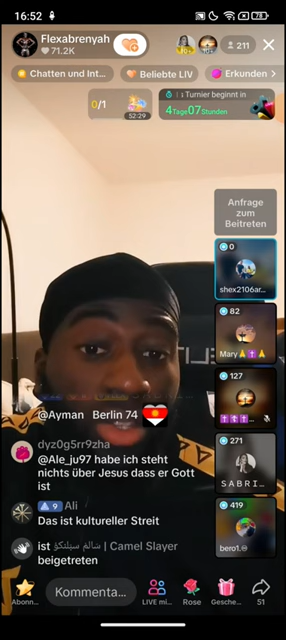 16:52
78
Flexabrenyah
71.2K
211
Chatten und Int...
Beliebte LIV
Erkunden >
0/1
52:29
Turnier beginnt in
4Tage07Stunden
Anfrage
zum
Beitreten
0
shex2106ar...
82
Mary🙏✝️🙏
127
271
SABRI...
419
bero1.
@Ayman Berlin 74
dyz0g5rr9zha
@Ale_ju97 habe ich steht
nichts über Jesus dass er Gott
ist
9 Ali
Das ist kultureller Streit
ist | Camel Slayer
beigetreten
Abonn...
Kommenta...
LIVE mi...
Rose
Gesche...
51